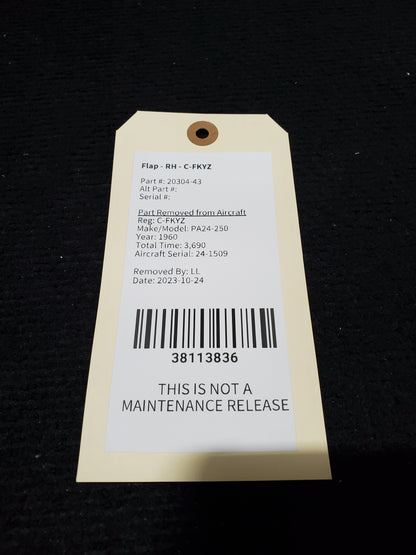 Flap - RH - C-FKYZ
Part #: 20304-43
Alt Part #:
Serial #:
Part Removed from Aircraft
Reg: C-FKYZ
Make/Model: PA24-250
Year: 1960
Total Time: 3,690
Aircraft Serial: 24-1509
Removed By: LL
Date: 2023-10-24
38113836
THIS IS NOT A
MAINTENANCE RELEASE